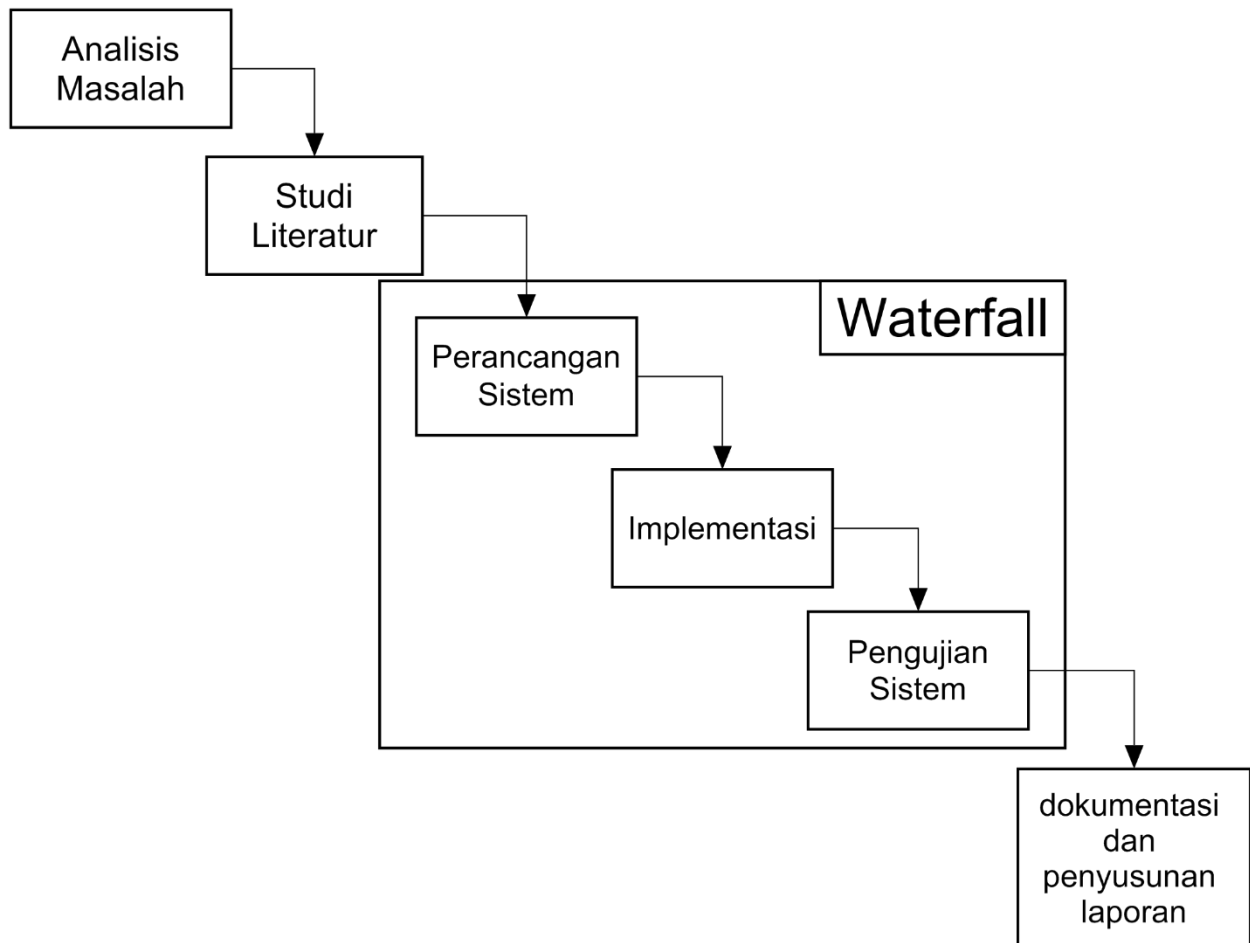 Analisis
Masalah
Studi
Literatur
Waterfall
Perancangan
Sistem
Implementasi
Pengujian
Sistem
dokumentasi
dan
penyusunan
laporan